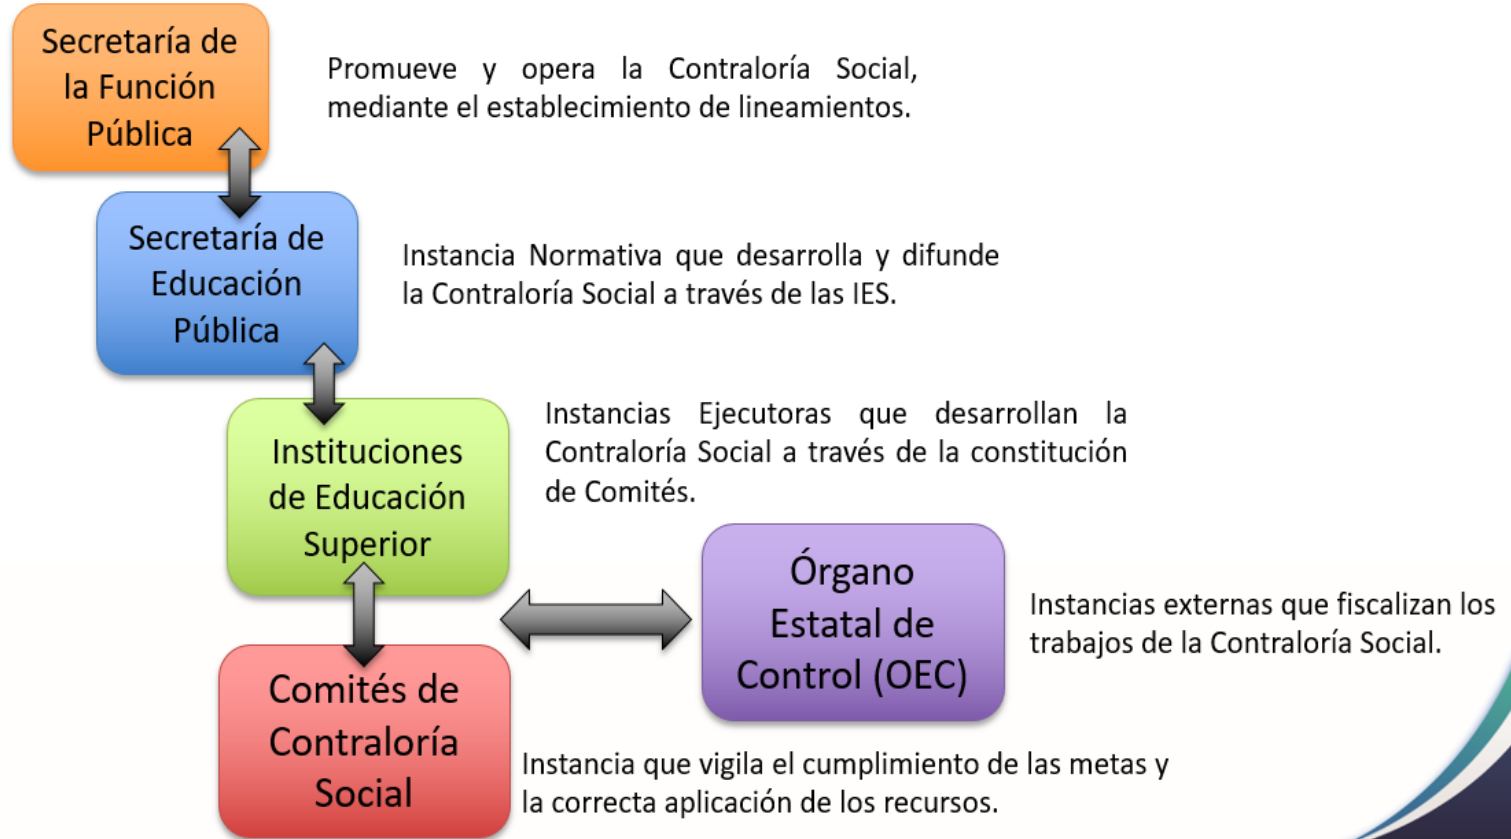 Secretaría de
la Función
Pública
Promueve y opera la Contraloría Social,
mediante el establecimiento de lineamientos.
Secretaría de
Educación
Pública
Instancia Normativa que desarrolla y difunde
la Contraloría Social a través de las IES.
Instituciones
de Educación
Superior
Instancias Ejecutoras que desarrollan la
Contraloría Social a través de la constitución
de Comités.
Órgano
Estatal de
Control (OEC)
Instancias externas que fiscalizan los
trabajos de la Contraloría Social.
Comités de
Contraloría
Social
Instancia que vigila el cumplimiento de las metas y
la correcta aplicación de los recursos.